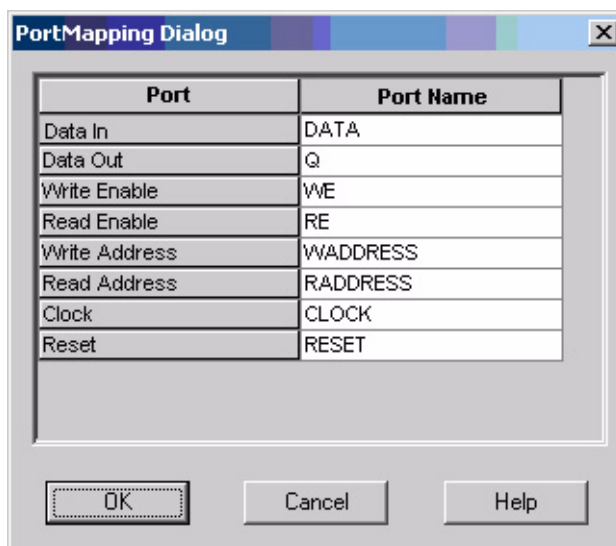 PortMapping Dialog
Port Port Name
Data In DATA
Data Out Q
Write Enable WE
Read Enable RE
Write Address WADDRESS
Read Address RADDRESS
Clock CLOCK
Reset RESET
OK Cancel Help